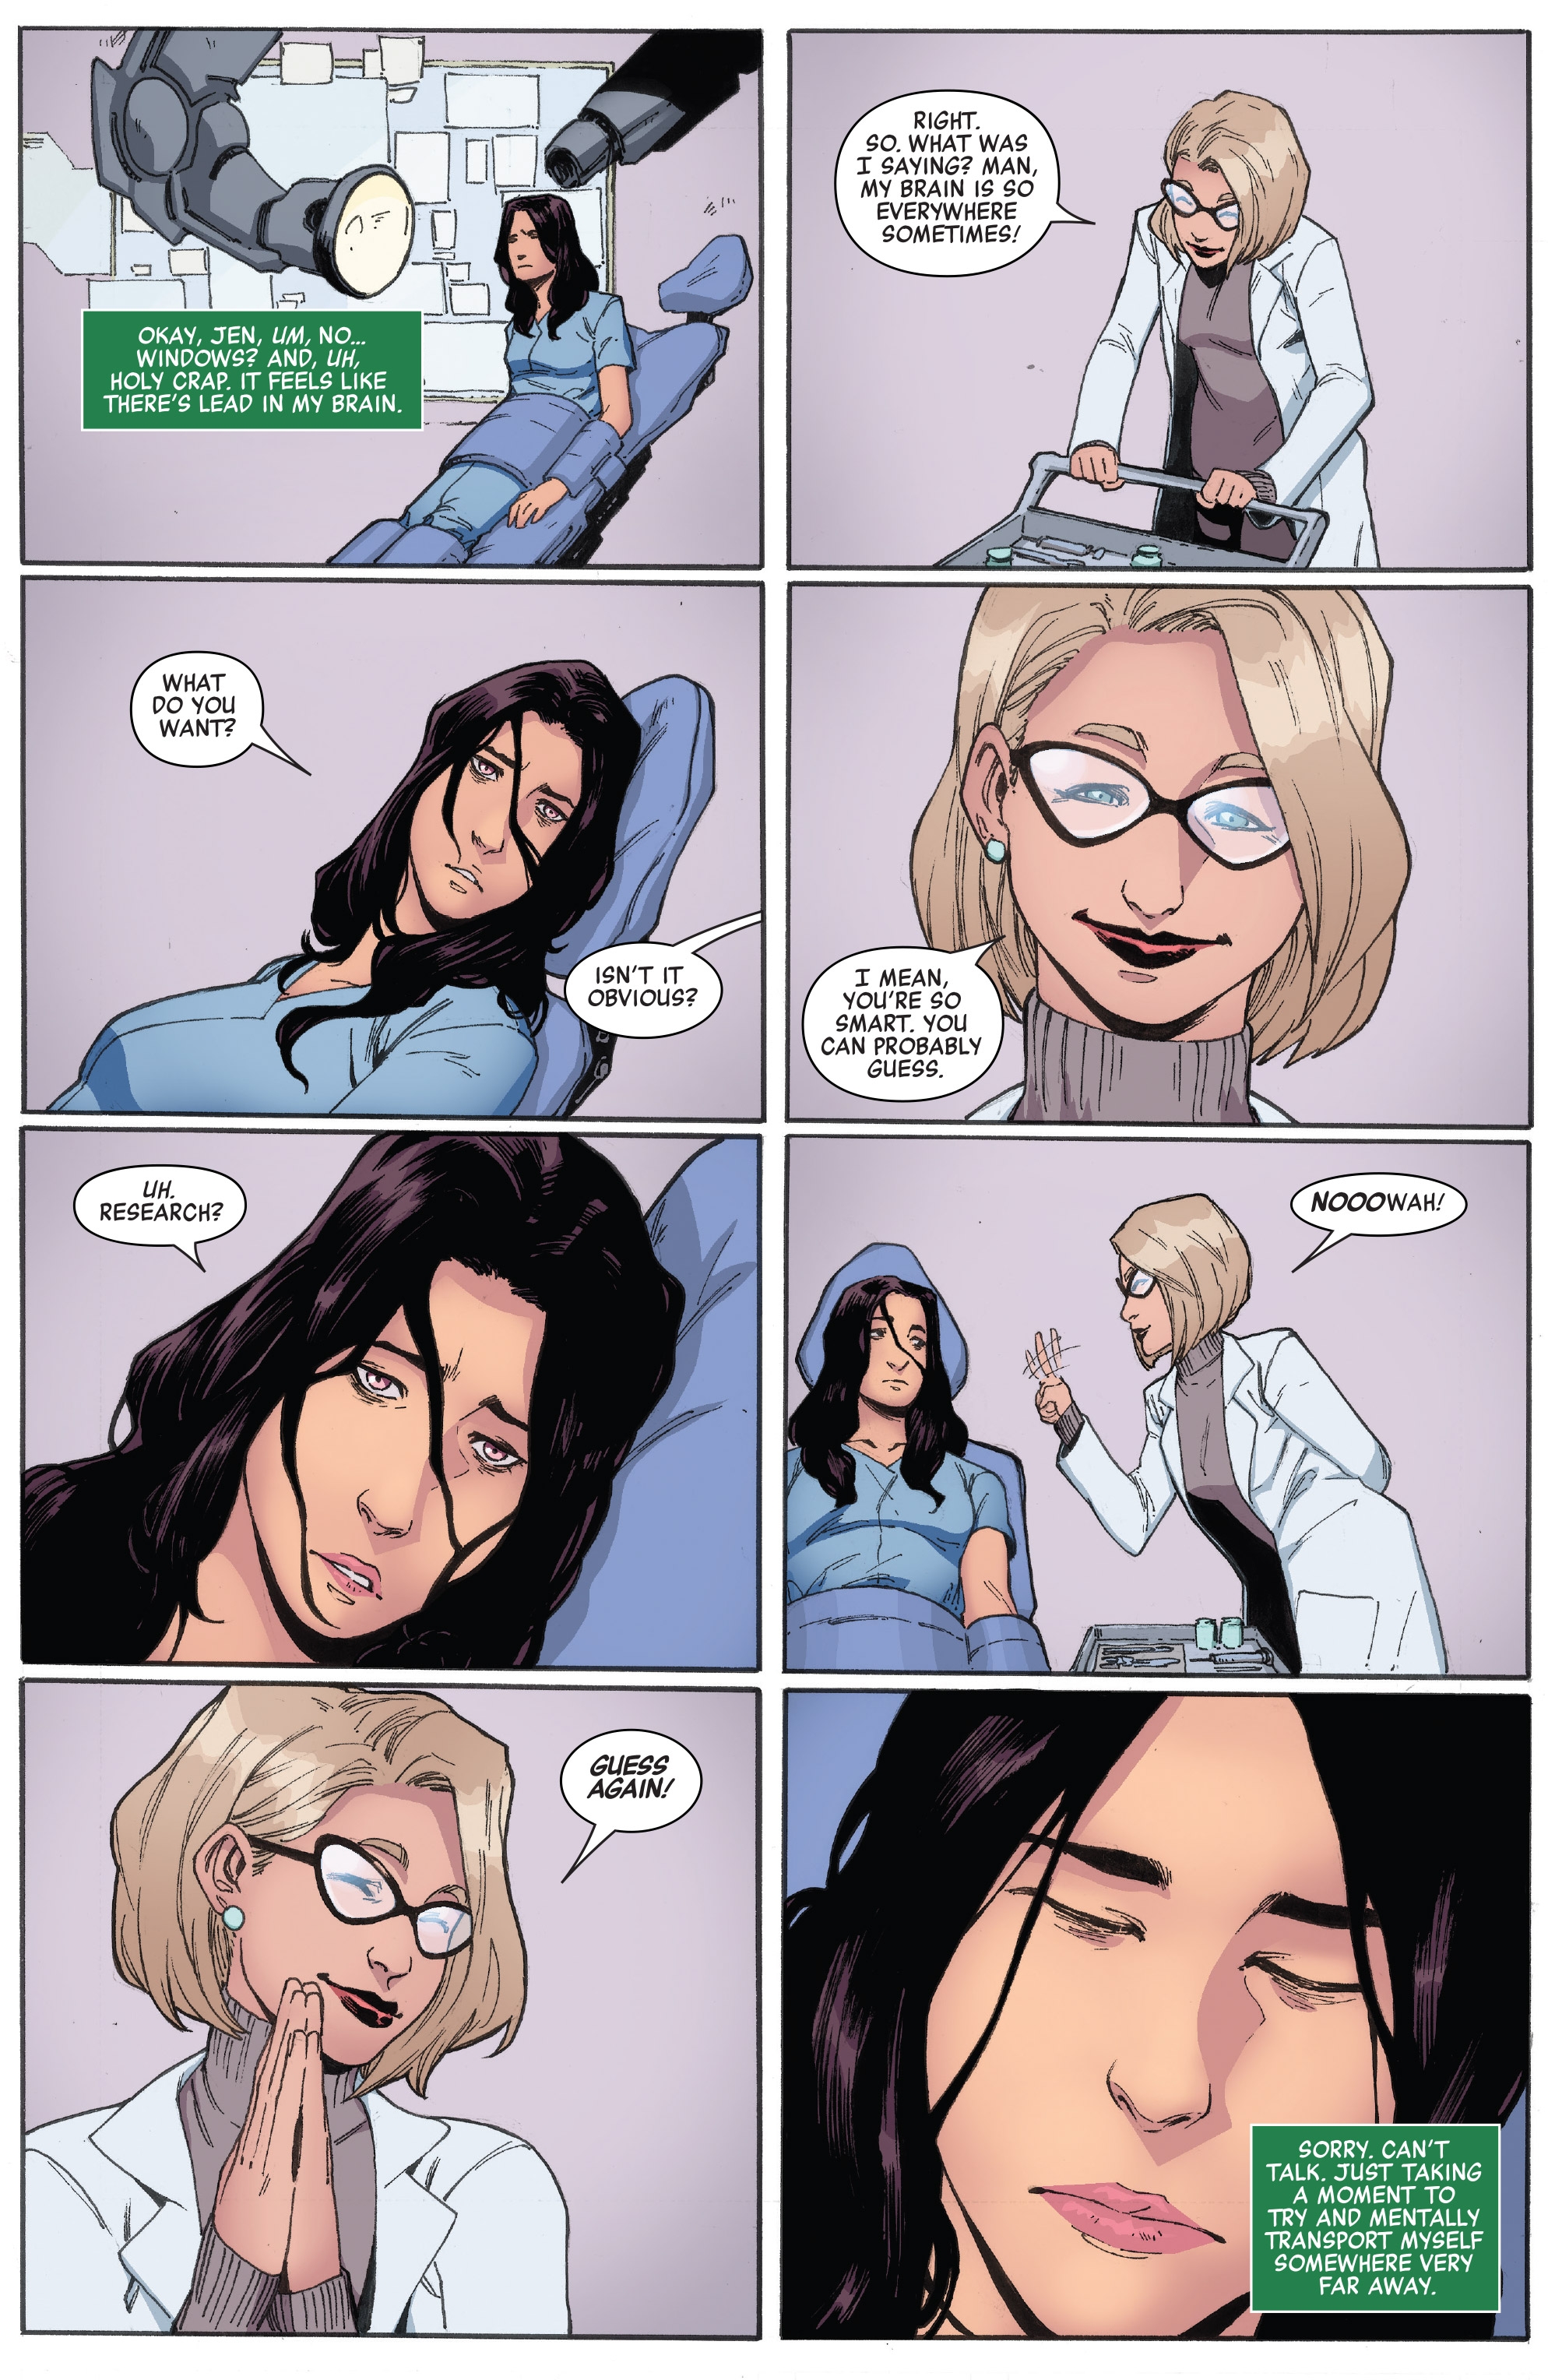 OKAY, JEN, UM, NO...
WINDOWS? AND, UH,
HOLY CRAP. IT FEELS LIKE
THERE'S LEAD IN MY BRAIN.
RIGHT.
SO. WHAT WAS
I SAYING? MAN,
MY BRAIN IS SO
EVERYWHERE
SOMETIMES!
WHAT
DO YOU
WANT?
ISN'T IT
OBVIOUS?
I MEAN,
YOU'RE SO
SMART. YOU
CAN PROBABLY
GUESS.
UH.
RESEARCH?
NOOOWAH!
GUESS
AGAIN!
SORRY. CAN'T
TALK. JUST TAKING
A MOMENT TO
TRY AND MENTALLY
TRANSPORT MYSELF
SOMEWHERE VERY
FAR AWAY.